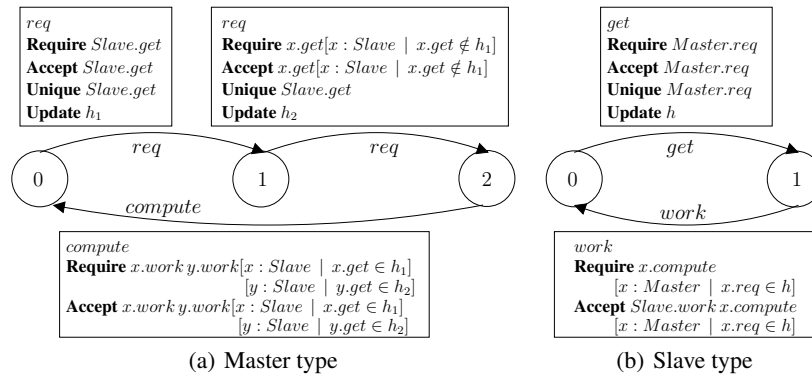 req
Require Slave.get
Accept Slave.get
Unique Slave.get
Update h₁
req
Require x.get[x : Slave | x.get ∉ h₁]
Accept x.get[x : Slave | x.get ∉ h₁]
Unique Slave.get
Update h₂
req
req
0
1
2
compute
compute
Require x.work y.work[x : Slave | x.get ∈ h₁]
[y : Slave | y.get ∈ h₂]
Accept x.work y.work[x : Slave | x.get ∈ h₁]
[y : Slave | y.get ∈ h₂]
(a) Master type
get
Require Master.req
Accept Master.req
Unique Master.req
Update h
get
0
1
work
work
Require x.compute
[x : Master | x.req ∈ h]
Accept Slave.work x.compute
[x : Master | x.req ∈ h]
(b) Slave type